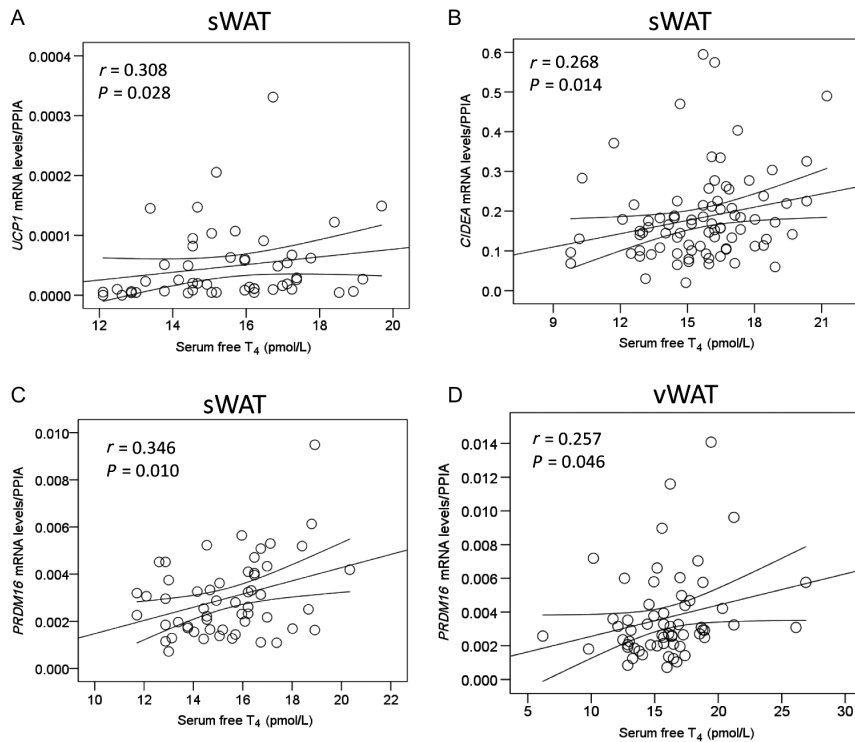 A
sWAT
r = 0.308
P = 0.028
UCP1 mRNA levels/PPIA
0.0004
0.0003
0.0002
0.0001
0.0000
12 14 16 18 20
Serum free T4 (pmol/L)
B
sWAT
r = 0.268
P = 0.014
CIDEA mRNA levels/PPIA
0.6
0.5
0.4
0.3
0.2
0.1
0.0
9 12 15 18 21
Serum free T4 (pmol/L)
C
sWAT
r = 0.346
P = 0.010
PRDM16 mRNA levels/PPIA
0.010
0.008
0.006
0.004
0.002
0.000
10 12 14 16 18 20 22
Serum free T4 (pmol/L)
D
vWAT
r = 0.257
P = 0.046
PRDM16 mRNA levels/PPIA
0.014
0.012
0.010
0.008
0.006
0.004
0.002
0.000
5 10 15 20 25 30
Serum free T4 (pmol/L)